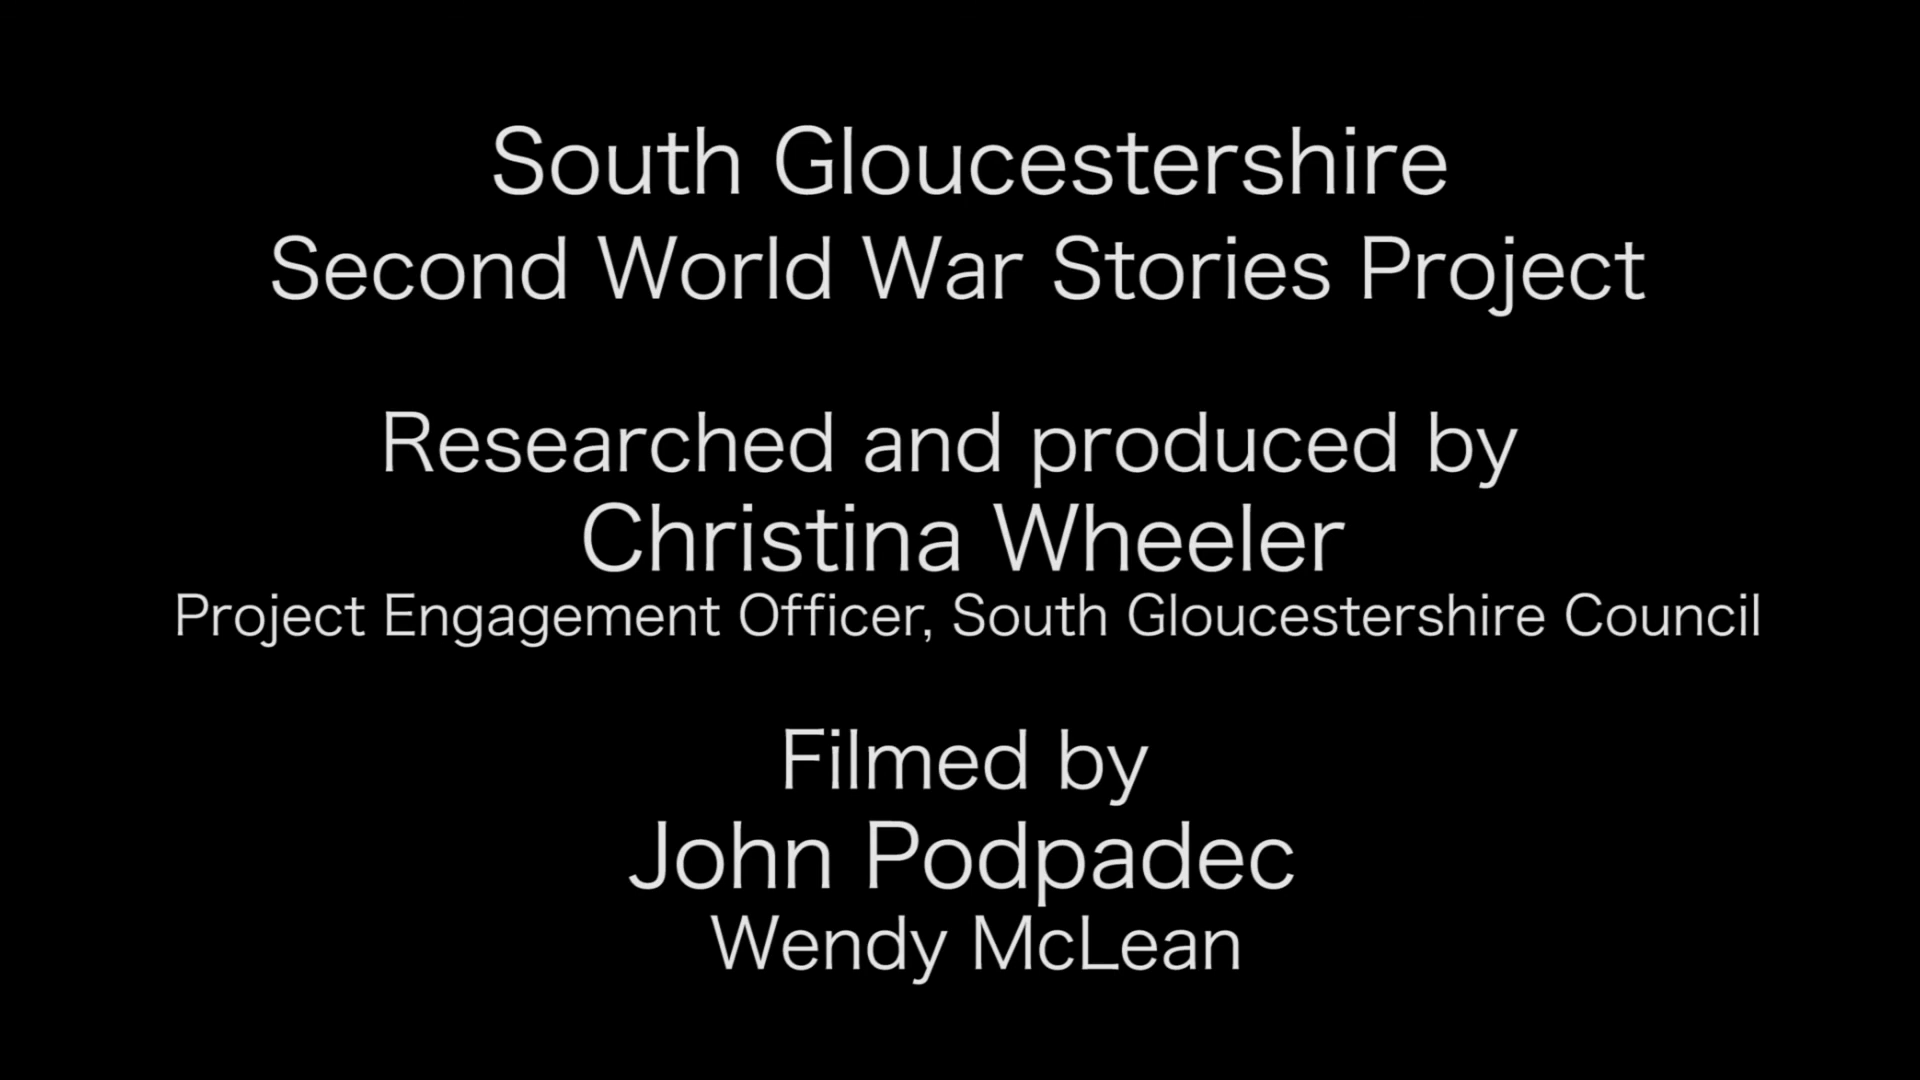 South Gloucestershire
Second World War Stories Project
Researched and produced by
Christina Wheeler
Project Engagement Officer, South Gloucestershire Council
Filmed by
John Podpadec
Wendy McLean